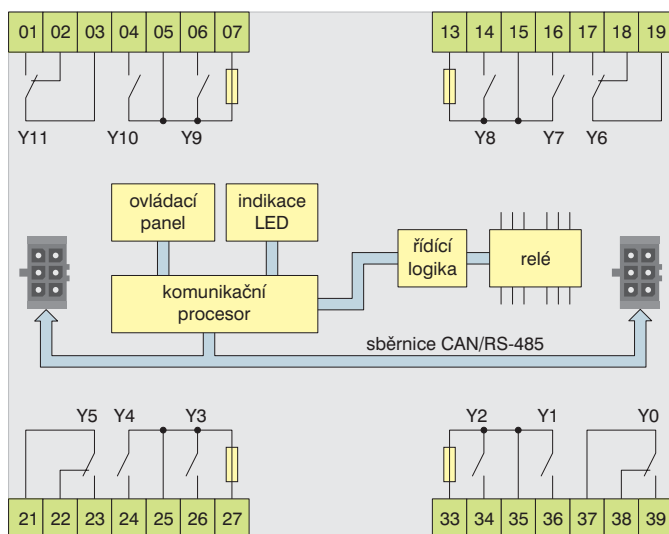 01 02 03 04 05 06 07
13 14 15 16 17 18 19
Y11 Y10 Y9
Y8 Y7 Y6
ovládací
panel
indikace
LED
řídící
logika
relé
komunikační
procesor
sběrnice CAN/RS-485
Y5 Y4 Y3
Y2 Y1 Y0
21 22 23 24 25 26 27
33 34 35 36 37 38 39